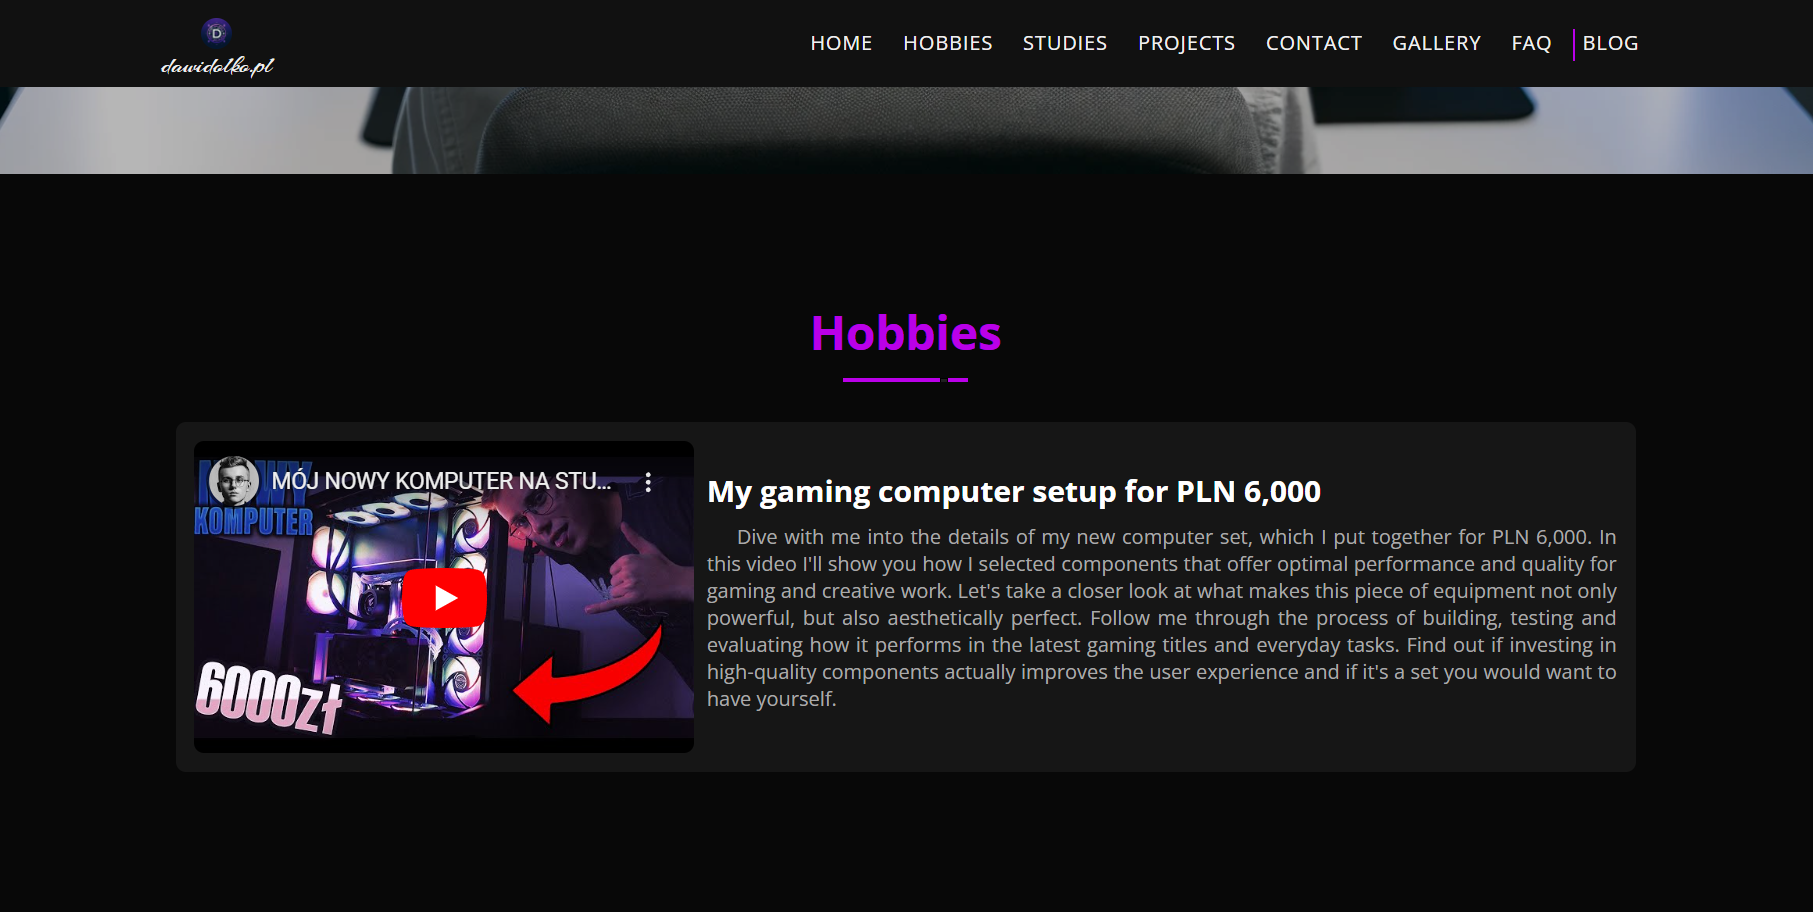 D
dawidolko.pl
HOME HOBBIES STUDIES PROJECTS CONTACT GALLERY FAQ BLOG
Hobbies
MÓJ NOWY KOMPUTER NA STU...
NOWY
KOMPUTER
6000zł
My gaming computer setup for PLN 6,000
Dive with me into the details of my new computer set, which I put together for PLN 6,000. In
this video I'll show you how I selected components that offer optimal performance and quality for
gaming and creative work. Let's take a closer look at what makes this piece of equipment not only
powerful, but also aesthetically perfect. Follow me through the process of building, testing and
evaluating how it performs in the latest gaming titles and everyday tasks. Find out if investing in
high-quality components actually improves the user experience and if it's a set you would want to
have yourself.